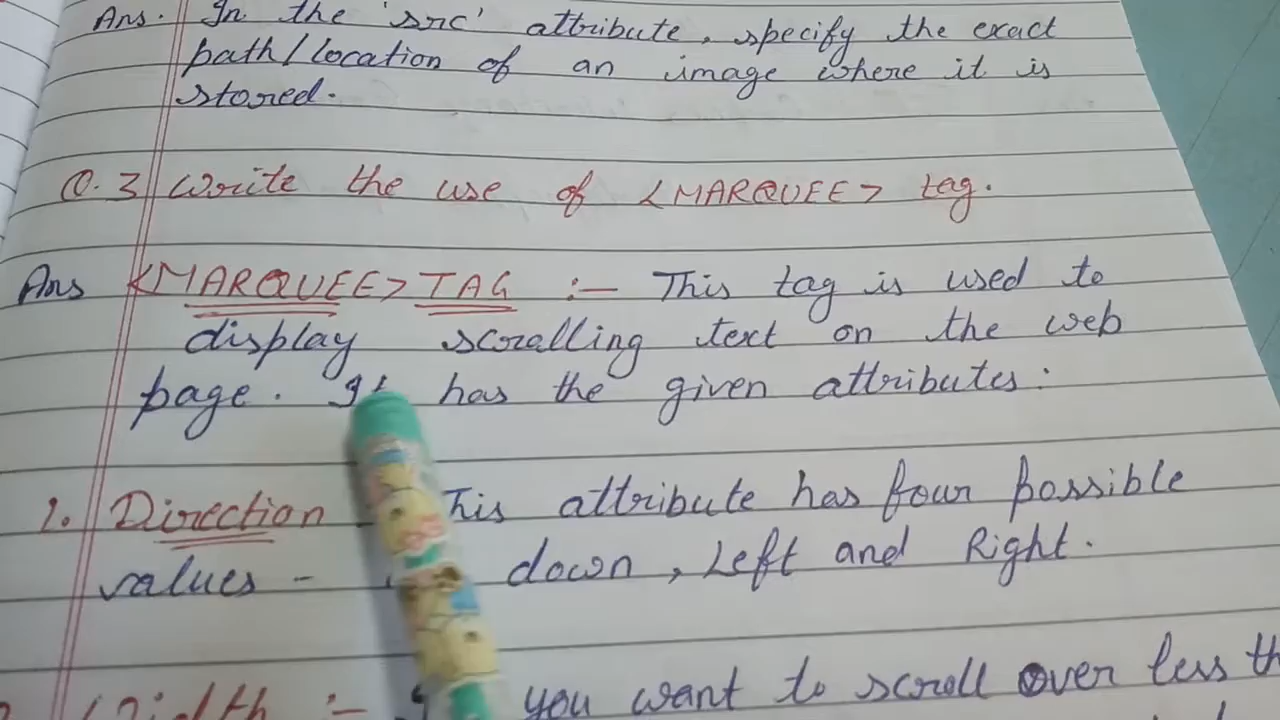 Ans. In the 'src' attribute, specify the exact
path/location of an image where it is
stored.
Q.3 Write the use of <MARQUEE> tag.
Ans <MARQUEE> TAG :- This tag is used to
display scrolling text on the web
page. It has the given attributes:
1. Direction This attribute has four possible
values - down, Left and Right.
Width :- you want to scroll over less